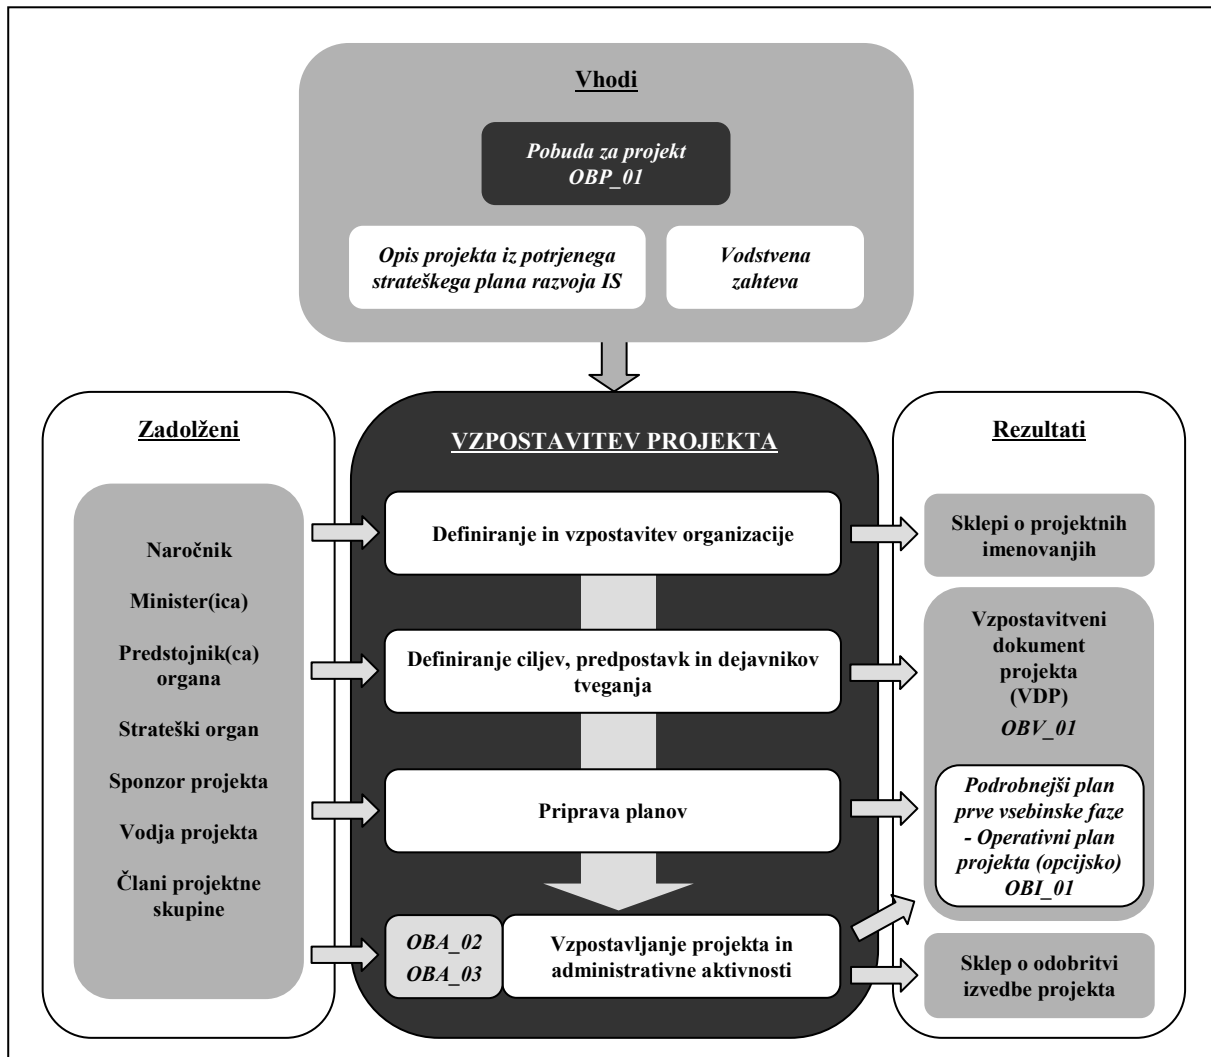 Vhodi
Pobuda za projekt
OBP_01
Opis projekta iz potrjenega
strateškega plana razvoja IS
Vodstvena
zahteva
Zadolženi
Naročnik
Minister(ica)
Predstojnik(ca)
organa
Strateški organ
Sponzor projekta
Vodja projekta
Člani projektne
skupine
VZPOSTAVITEV PROJEKTA
Definiranje in vzpostavitev organizacije
Definiranje ciljev, predpostavk in dejavnikov
tveganja
Priprava planov
OBA_02
OBA_03
Vzpostavljanje projekta in
administrativne aktivnosti
Rezultati
Sklepi o projektnih
imenovanjih
Vzpostavitveni
dokument
projekta
(VDP)
OBV_01
Podrobnejši plan
prve vsebinske faze
- Operativni plan
projekta (opcijsko)
OBI_01
Sklep o odobritvi
izvedbe projekta